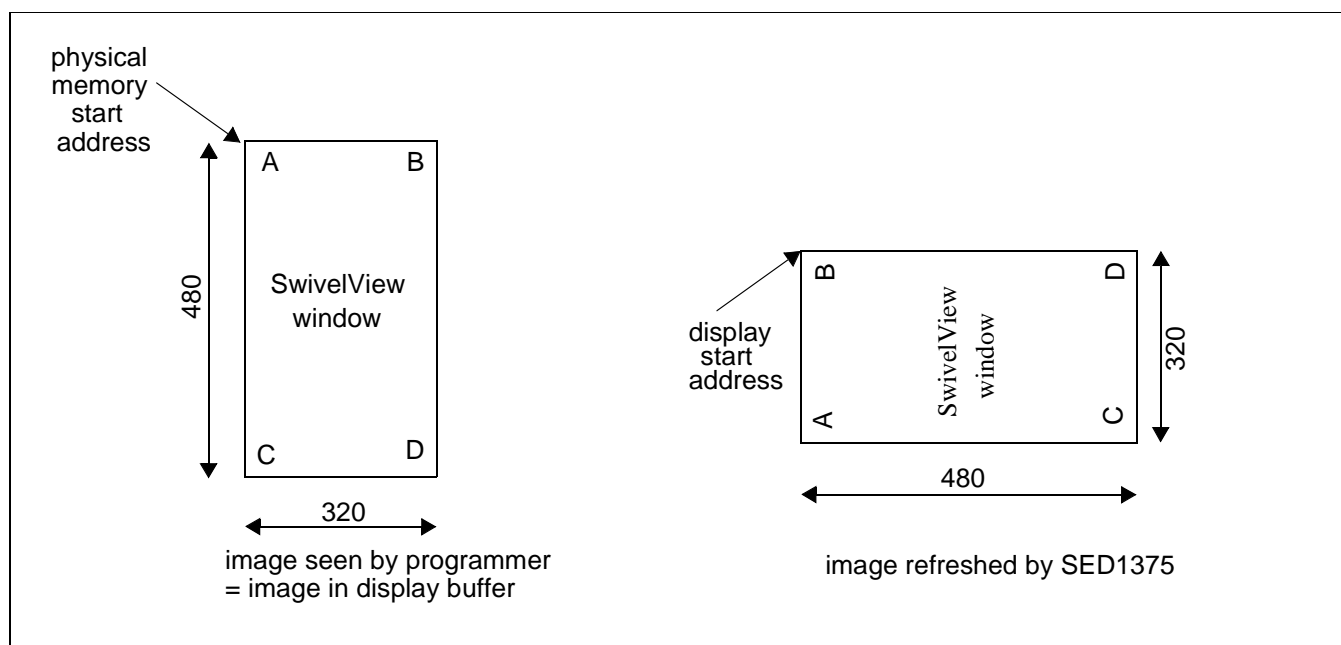 physical
memory
start
address
A B
480
SwivelView
window
C D
320
image seen by programmer
= image in display buffer
display
start
address
B D
SwivelView
window
A C
320
480
image refreshed by SED1375